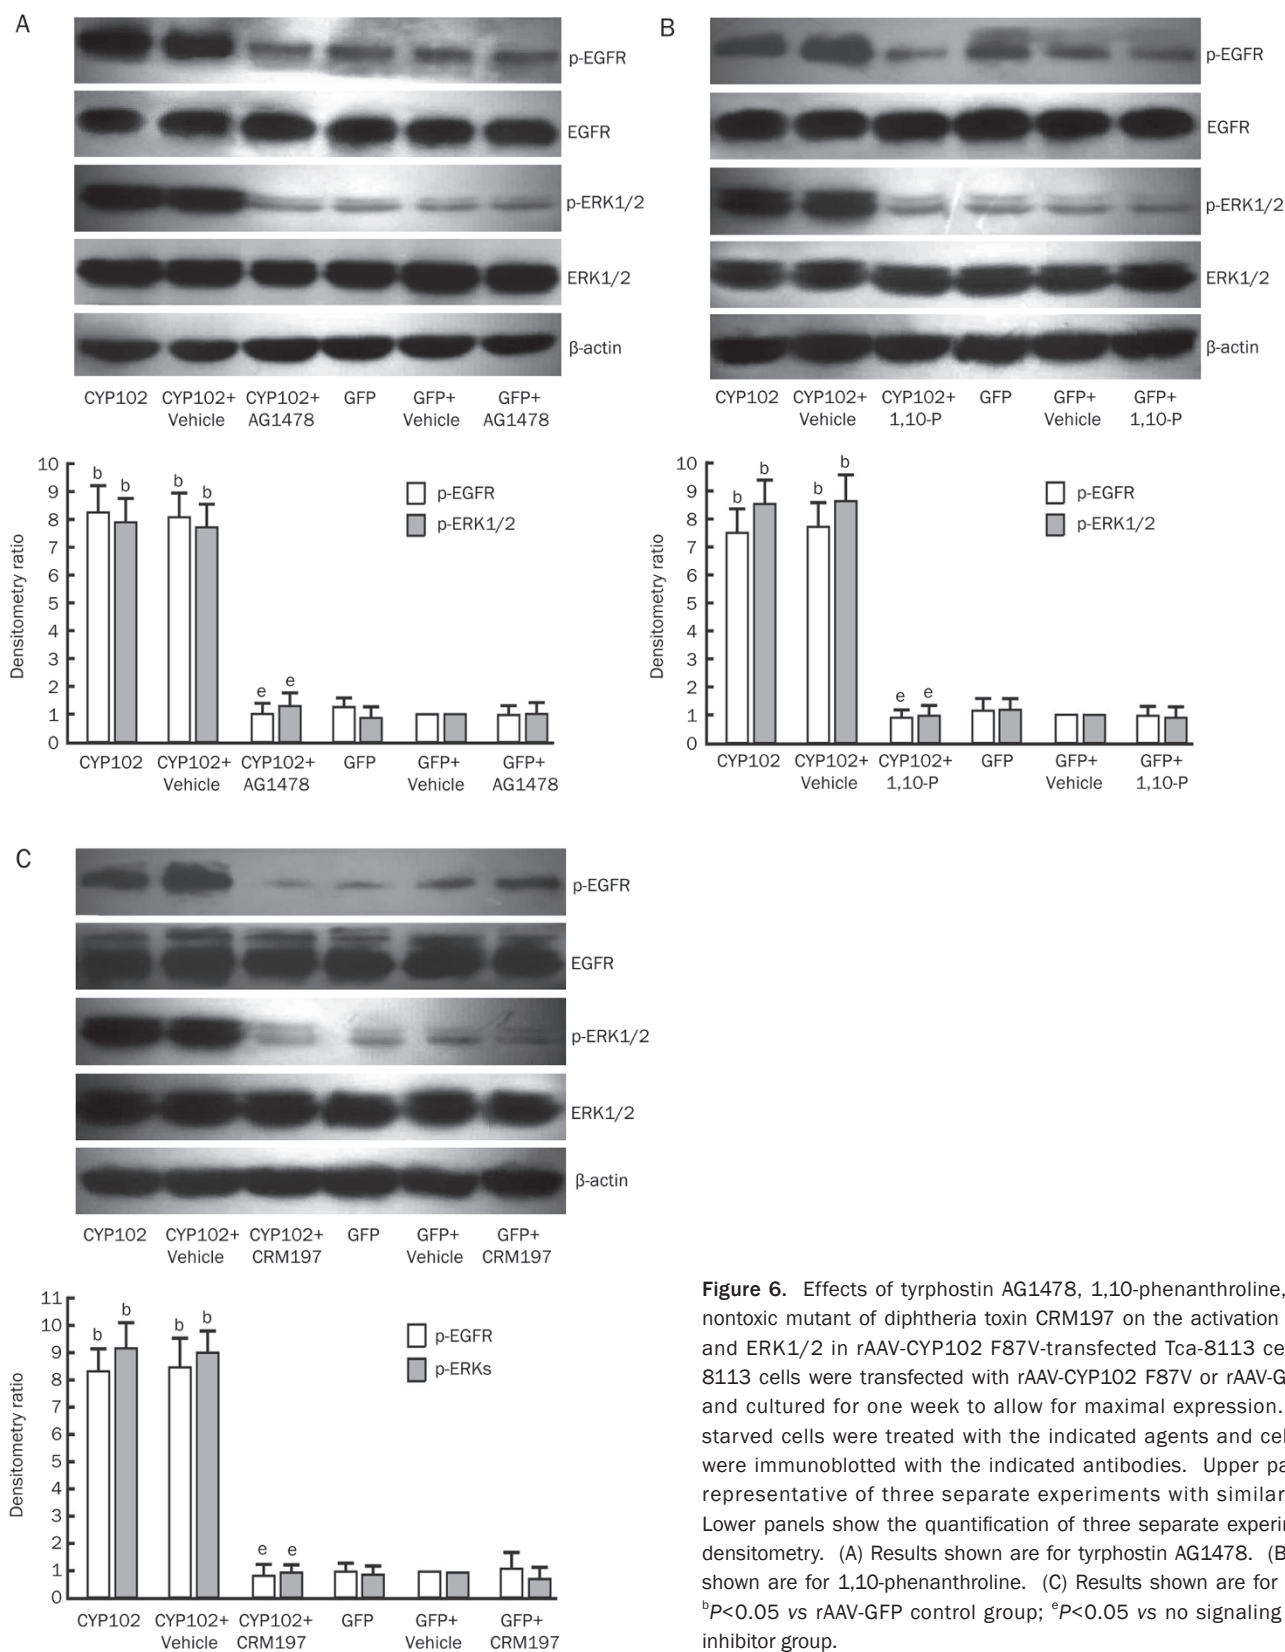 A
p-EGFR
EGFR
p-ERK1/2
ERK1/2
β-actin
CYP102 CYP102+ CYP102+ GFP GFP+ GFP+
Vehicle AG1478 Vehicle AG1478
10
9
8
7
6
5
4
3
2
1
0
Densitometry ratio
b b b b e e
p-EGFR
p-ERK1/2
CYP102 CYP102+ CYP102+ GFP GFP+ GFP+
Vehicle AG1478 Vehicle AG1478
B
p-EGFR
EGFR
p-ERK1/2
ERK1/2
β-actin
CYP102 CYP102+ CYP102+ GFP GFP+ GFP+
Vehicle 1,10-P Vehicle 1,10-P
10
9
8
7
6
5
4
3
2
1
0
Densitometry ratio
b b b b e e
p-EGFR
p-ERK1/2
CYP102 CYP102+ CYP102+ GFP GFP+ GFP+
Vehicle 1,10-P Vehicle 1,10-P
C
p-EGFR
EGFR
p-ERK1/2
ERK1/2
β-actin
CYP102 CYP102+ CYP102+ GFP GFP+ GFP+
Vehicle CRM197 Vehicle CRM197
11
10
9
8
7
6
5
4
3
2
1
0
Densitometry ratio
b b b b e e
p-EGFR
p-ERKs
CYP102 CYP102+ CYP102+ GFP GFP+ GFP+
Vehicle CRM197 Vehicle CRM197
Figure 6. Effects of tyrphostin AG1478, 1,10-phenanthroline,
nontoxic mutant of diphtheria toxin CRM197 on the activation
and ERK1/2 in rAAV-CYP102 F87V-transfected Tca-8113
8113 cells were transfected with rAAV-CYP102 F87V or
and cultured for one week to allow for maximal expression.
starved cells were treated with the indicated agents and
were immunoblotted with the indicated antibodies. Upper
representative of three separate experiments with similar
Lower panels show the quantification of three separate
densitometry. (A) Results shown are for tyrphostin AG1478.
shown are for 1,10-phenanthroline. (C) Results shown are for
ᵇP<0.05 vs rAAV-GFP control group; ᵉP<0.05 vs no signaling
inhibitor group.